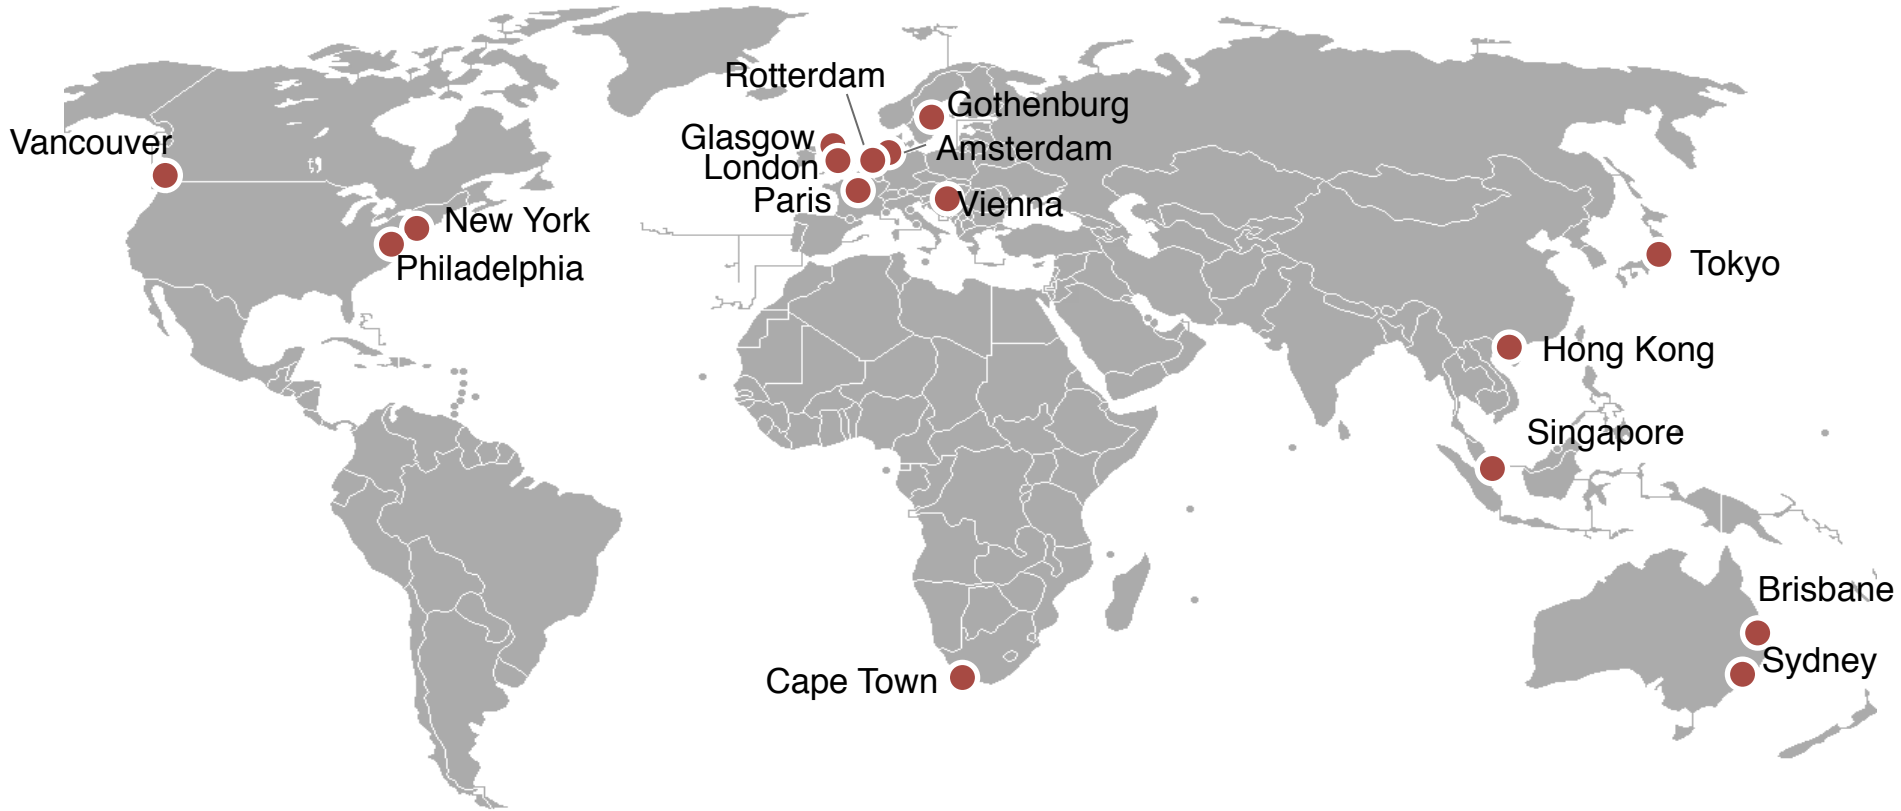 Rotterdam
Gothenburg
Vancouver
Glasgow
Amsterdam
London
Paris
Vienna
New York
Philadelphia
Tokyo
Hong Kong
Singapore
Brisbane
Sydney
Cape Town